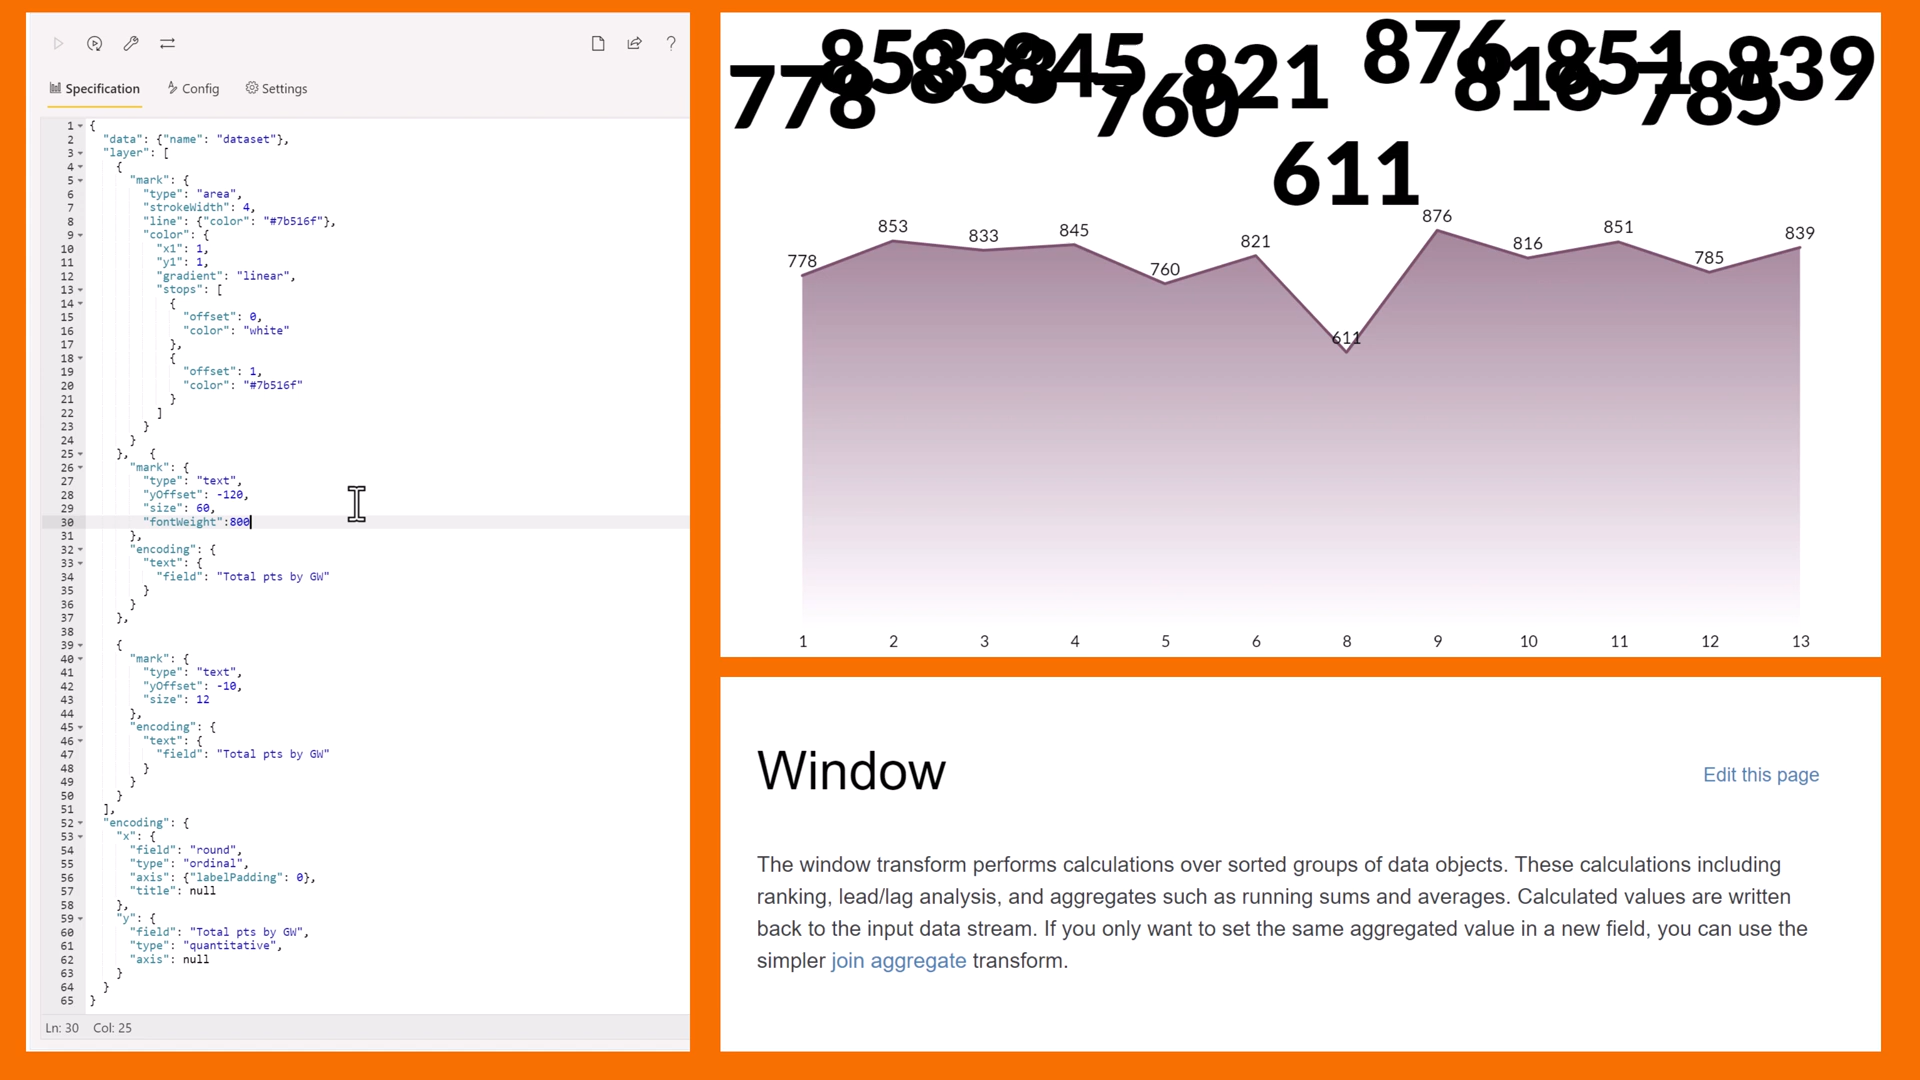 Specification Config Settings
1 {
2 "data": {"name": "dataset"},
3 "layer": [
4 {
5 "mark": {
6 "type": "area",
7 "strokeWidth": 4,
8 "line": {"color": "#7b516f"},
9 "color": {
10 "x1": 1,
11 "y1": 1,
12 "gradient": "linear",
13 "stops": [
14 {
15 "offset": 0,
16 "color": "white"
17 },
18 {
19 "offset": 1,
20 "color": "#7b516f"
21 }
22 ]
23 }
24 }
25 }, {
26 "mark": {
27 "type": "text",
28 "yOffset": -120,
29 "size": 60,
30 "fontWeight":800
31 },
32 "encoding": {
33 "text": {
34 "field": "Total pts by GW"
35 }
36 }
37 },
38
39 {
40 "mark": {
41 "type": "text",
42 "yOffset": -10,
43 "size": 12
44 },
45 "encoding": {
46 "text": {
47 "field": "Total pts by GW"
48 }
49 }
50 }
51 ],
52 "encoding": {
53 "x": {
54 "field": "round",
55 "type": "ordinal",
56 "axis": {"labelPadding": 0},
57 "title": null
58 },
59 "y": {
60 "field": "Total pts by GW",
61 "type": "quantitative",
62 "axis": null
63 }
64 }
65 }
Ln: 30 Col: 25
778 853 833 845 760 821 611 876 816 851 785 839
778 853 833 845 760 821 611 876 816 851 785 839
1 2 3 4 5 6 8 9 10 11 12 13
Window
Edit this page
The window transform performs calculations over sorted groups of data objects. These calculations including
ranking, lead/lag analysis, and aggregates such as running sums and averages. Calculated values are written
back to the input data stream. If you only want to set the same aggregated value in a new field, you can use the
simpler join aggregate transform.